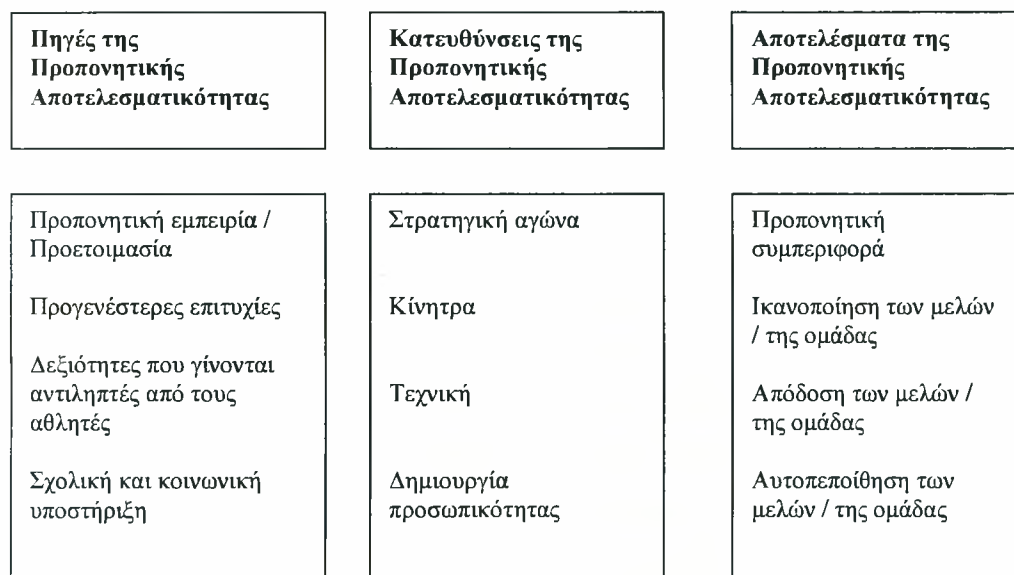 Πηγές της
Προπονητικής
Αποτελεσματικότητας
Κατευθύνσεις της
Προπονητικής
Αποτελεσματικότητας
Αποτελέσματα της
Προπονητικής
Αποτελεσματικότητας
Προπονητική εμπειρία /
Προετοιμασία
Προγενέστερες επιτυχίες
Δεξιότητες που γίνονται
αντιληπτές από τους
αθλητές
Σχολική και κοινωνική
υποστήριξη
Στρατηγική αγώνα
Κίνητρα
Τεχνική
Δημιουργία
προσωπικότητας
Προπονητική
συμπεριφορά
Ικανοποίηση των μελών
/ της ομάδας
Απόδοση των μελών /
της ομάδας
Αυτοπεποίθηση των
μελών / της ομάδας